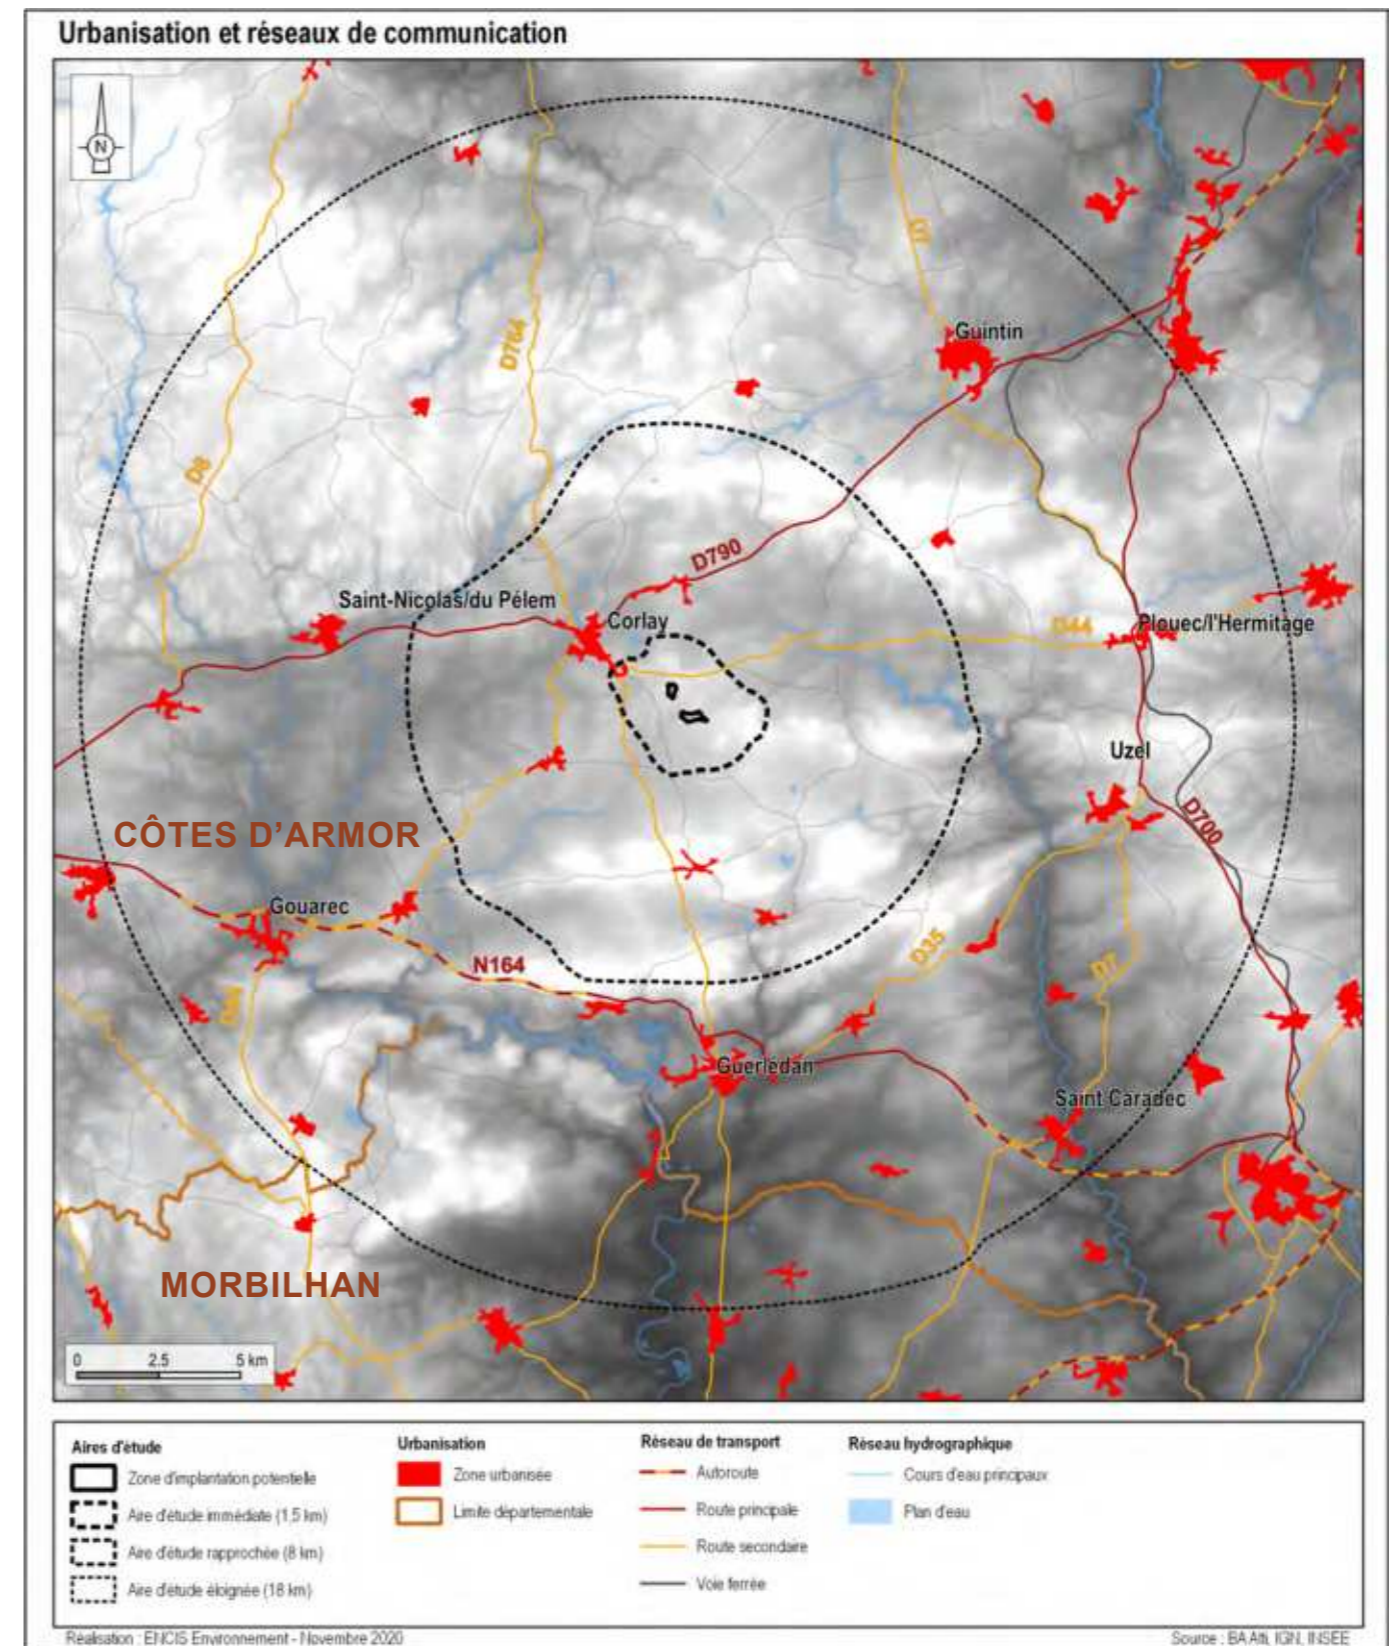 Urbanisation et réseaux de communication
N
D3
Guintin
D764
D8
D790
Saint-Nicolas/du Pélem
Corlay
D44
Plouec/l'Hermitage
Uzel
D700
CÔTES D'ARMOR
Gouarec
N164
D35
D7
Guerlédan
Saint Caradec
MORBILHAN
0 2.5 5 km
Aires d'étude
Zone d'implantation potentielle
Aire d'étude immédiate (1,5 km)
Aire d'étude rapprochée (8 km)
Aire d'étude éloignée (18 km)
Urbanisation
Zone urbanisée
Limite départementale
Réseau de transport
Autoroute
Route principale
Route secondaire
Voie ferrée
Réseau hydrographique
Cours d'eau principaux
Plan d'eau
Réalisation : ENCIS Environnement - Novembre 2020
Source : BA Alti, IGN, INSEE